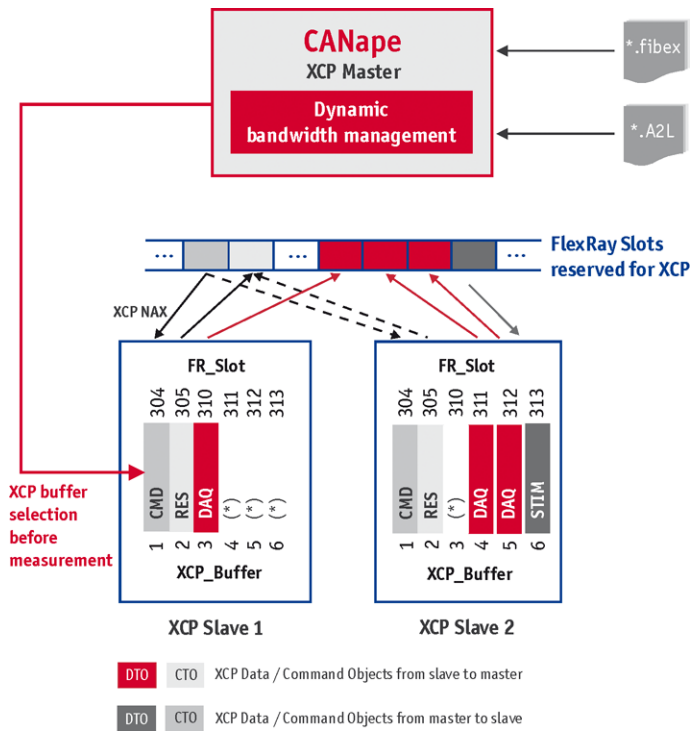 CANape
XCP Master
Dynamic
bandwidth management
*.fibex
*.A2L
... ... ...
FlexRay Slots
reserved for XCP
XCP NAX
FR_Slot
304 305 310 311 312 313
CMD RES DAQ (*) (*) (*)
1 2 3 4 5 6
XCP_Buffer
XCP Slave 1
FR_Slot
304 305 310 311 312 313
CMD RES (*) DAQ DAQ STIM
1 2 3 4 5 6
XCP_Buffer
XCP Slave 2
XCP buffer
selection
before
measurement
DTO CTO XCP Data / Command Objects from slave to master
DTO CTO XCP Data / Command Objects from master to slave